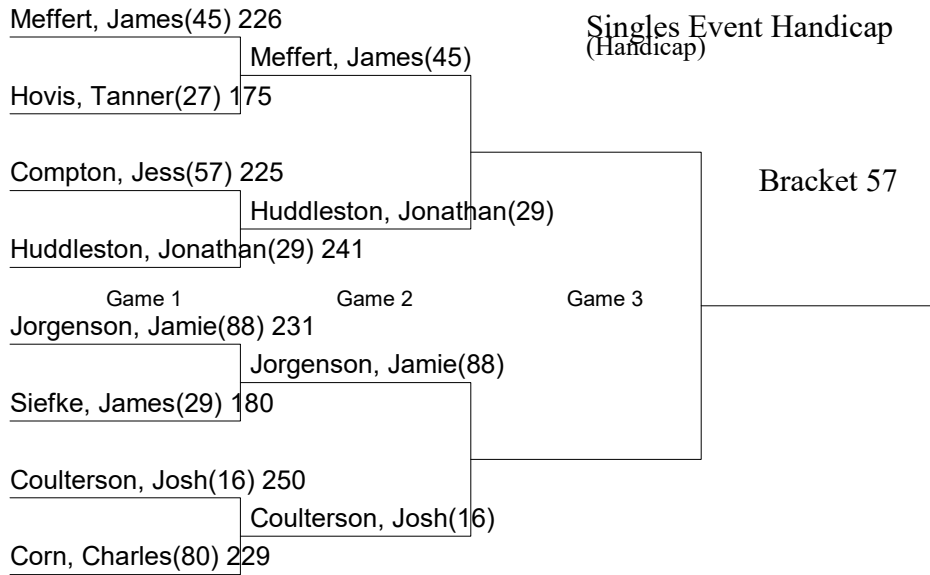 Meffert, James(45) 226
Singles Event Handicap
(Handicap)
Meffert, James(45)
Hovis, Tanner(27) 175
Compton, Jess(57) 225
Bracket 57
Huddleston, Jonathan(29)
Huddleston, Jonathan(29) 241
Game 1
Game 2
Game 3
Jorgenson, Jamie(88) 231
Jorgenson, Jamie(88)
Siefke, James(29) 180
Coulterson, Josh(16) 250
Coulterson, Josh(16)
Corn, Charles(80) 229